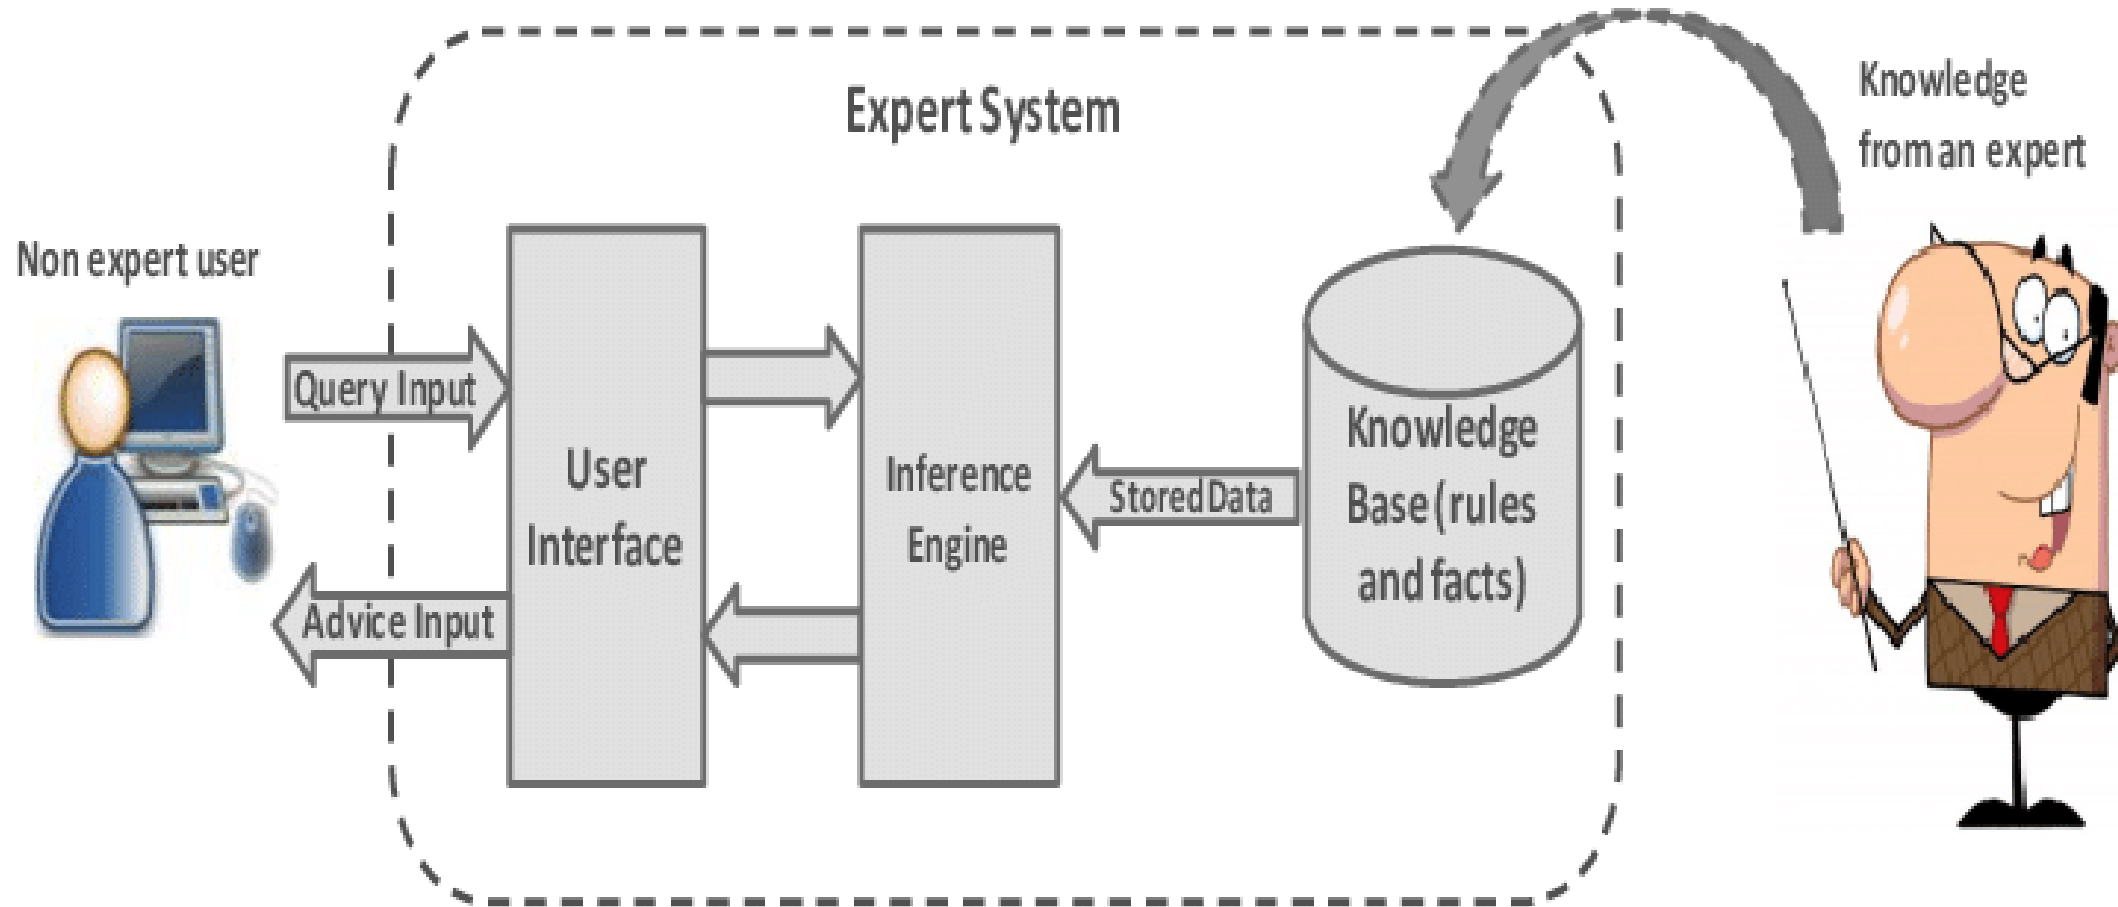 Expert System
Knowledge
from an expert
Non expert user
Query Input
User
Interface
Advice Input
Inference
Engine
Stored Data
Knowledge
Base (rules
and facts)